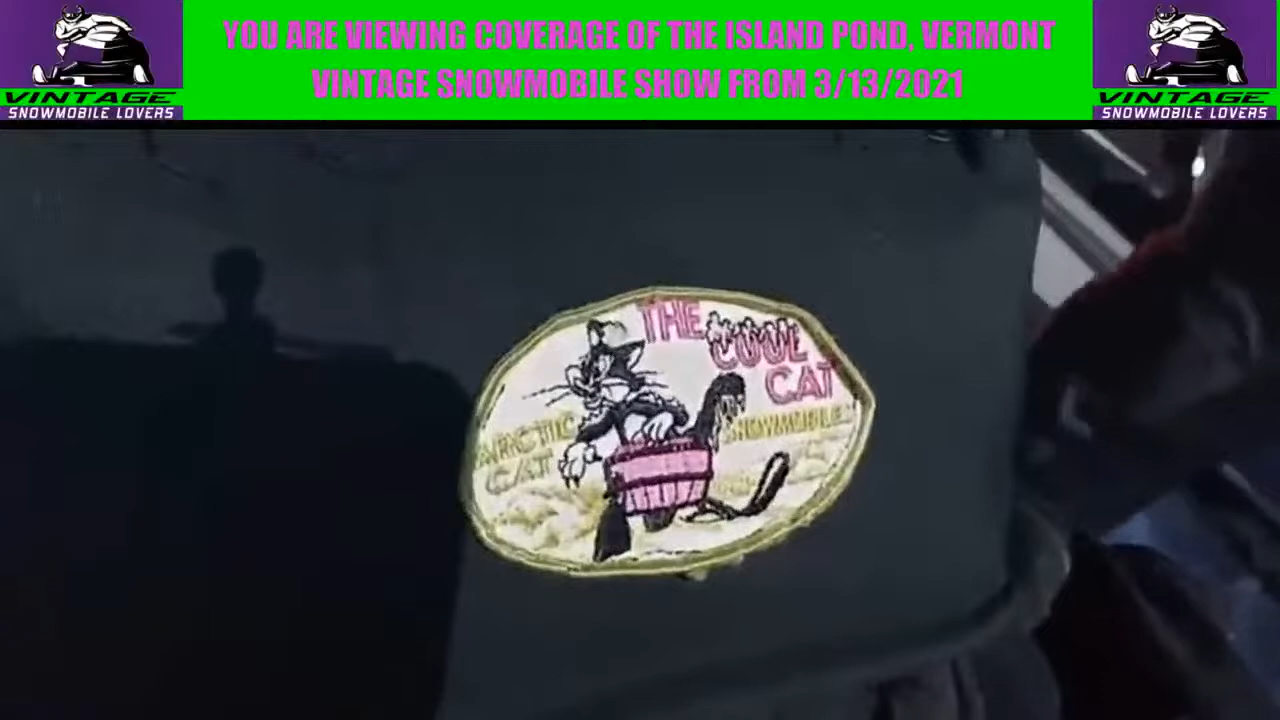 YOU ARE VIEWING COVERAGE OF THE ISLAND POND, VERMONT
VINTAGE SNOWMOBILE SHOW FROM 3/13/2021
VINTAGE
SNOWMOBILE LOVERS
VINTAGE
SNOWMOBILE LOVERS
THE
COOL
CAT
ARCTIC
CAT
SNOWMOBILES